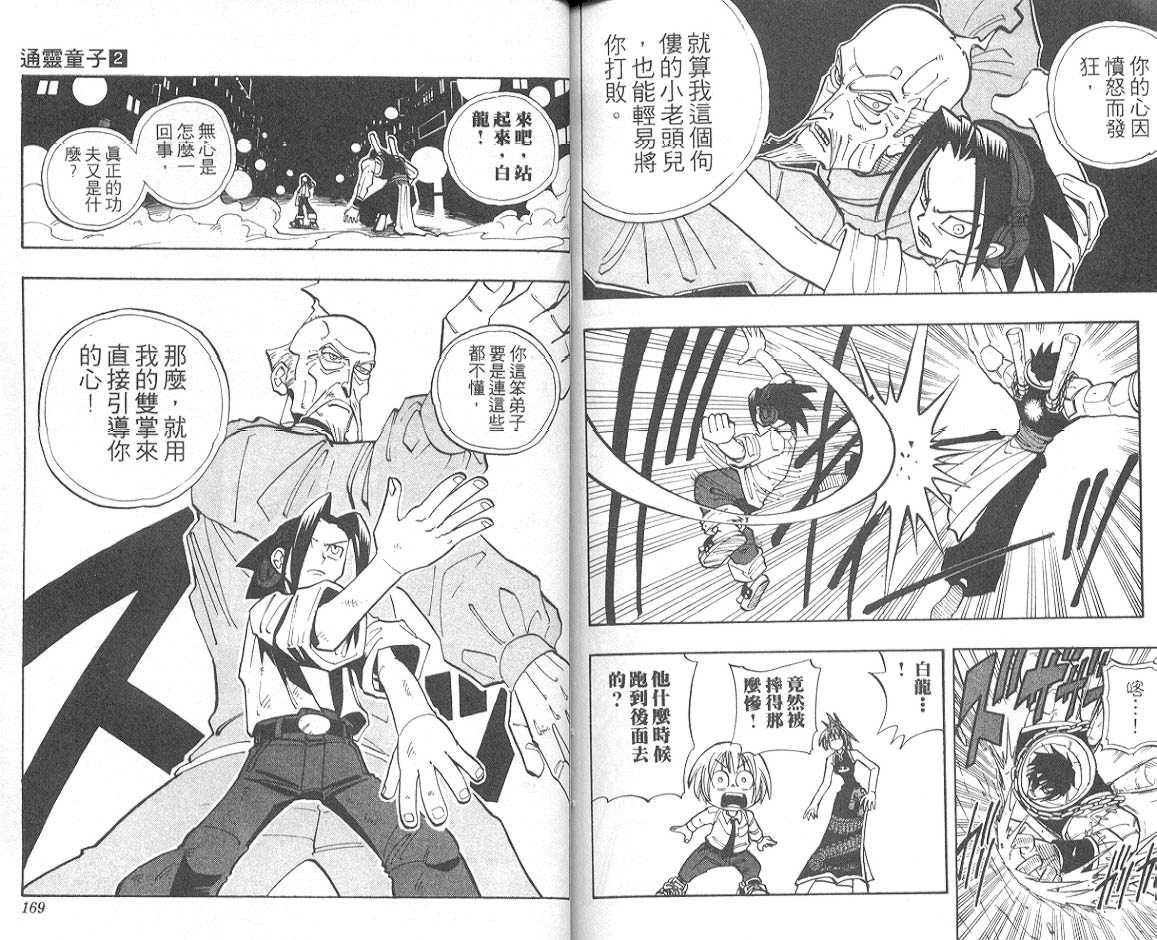 你的心因
憤怒而發
狂，
就算我這個佝
僂的小老頭兒
，也能輕易將
你打敗。
喀…！
白龍…
！
竟然被
摔得那
麼慘！
他什麼時候
跑到後面去
的？
通靈童子2
來吧，站
起來，白
龍！
無心是
怎麼一
回事，
真正的功
夫又是什
麼？
你這笨弟子
要是連這些
都不懂，
那麼，就用
我的雙掌來
直接引導你
的心！
169